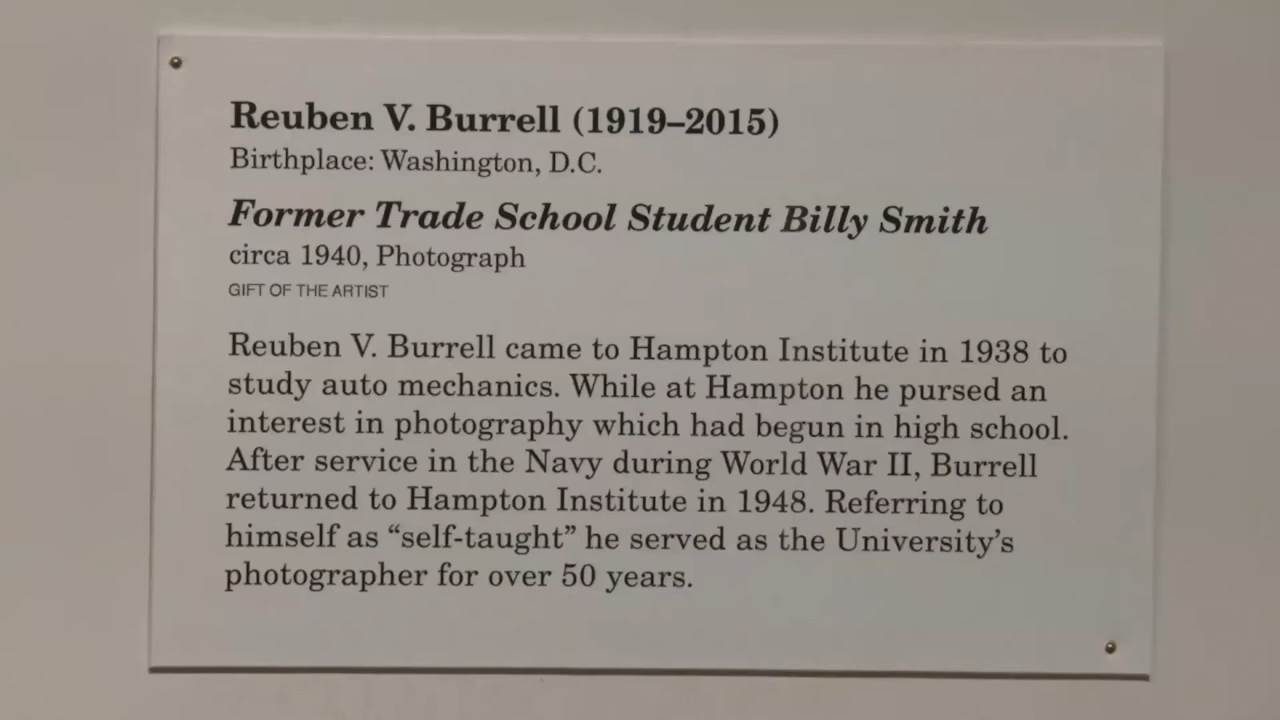 Reuben V. Burrell (1919–2015)
Birthplace: Washington, D.C.
Former Trade School Student Billy Smith
circa 1940, Photograph
GIFT OF THE ARTIST
Reuben V. Burrell came to Hampton Institute in 1938 to
study auto mechanics. While at Hampton he pursed an
interest in photography which had begun in high school.
After service in the Navy during World War II, Burrell
returned to Hampton Institute in 1948. Referring to
himself as “self-taught” he served as the University’s
photographer for over 50 years.